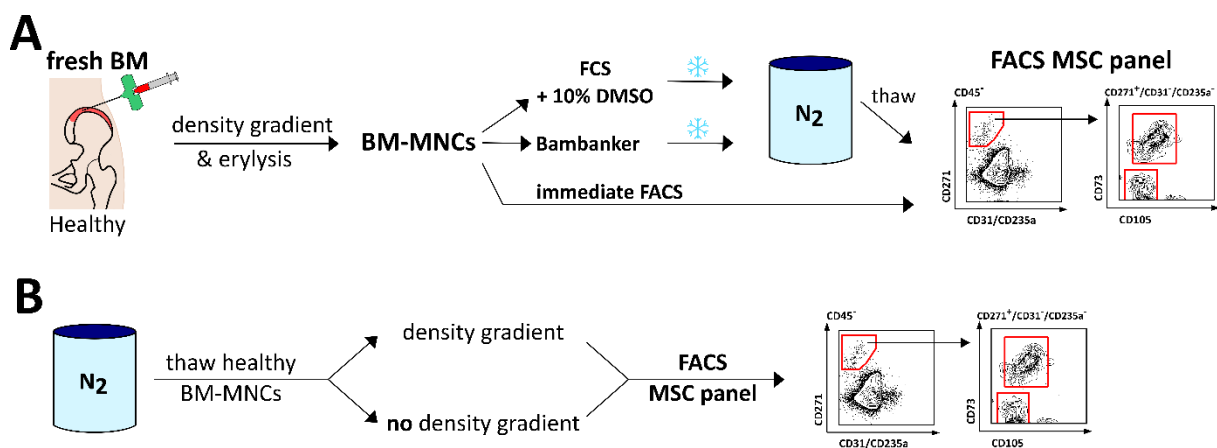 A
fresh BM
Healthy
density gradient
& erylysis
BM-MNCs
FCS
+ 10% DMSO
Bambanker
immediate FACS
N2
thaw
FACS MSC panel
CD45-
CD271
CD31/CD235a
CD271+/CD31-/CD235a-
CD73
CD105
B
N2
thaw healthy
BM-MNCs
density gradient
no density gradient
FACS
MSC panel
CD45-
CD271
CD31/CD235a
CD271+/CD31-/CD235a-
CD73
CD105